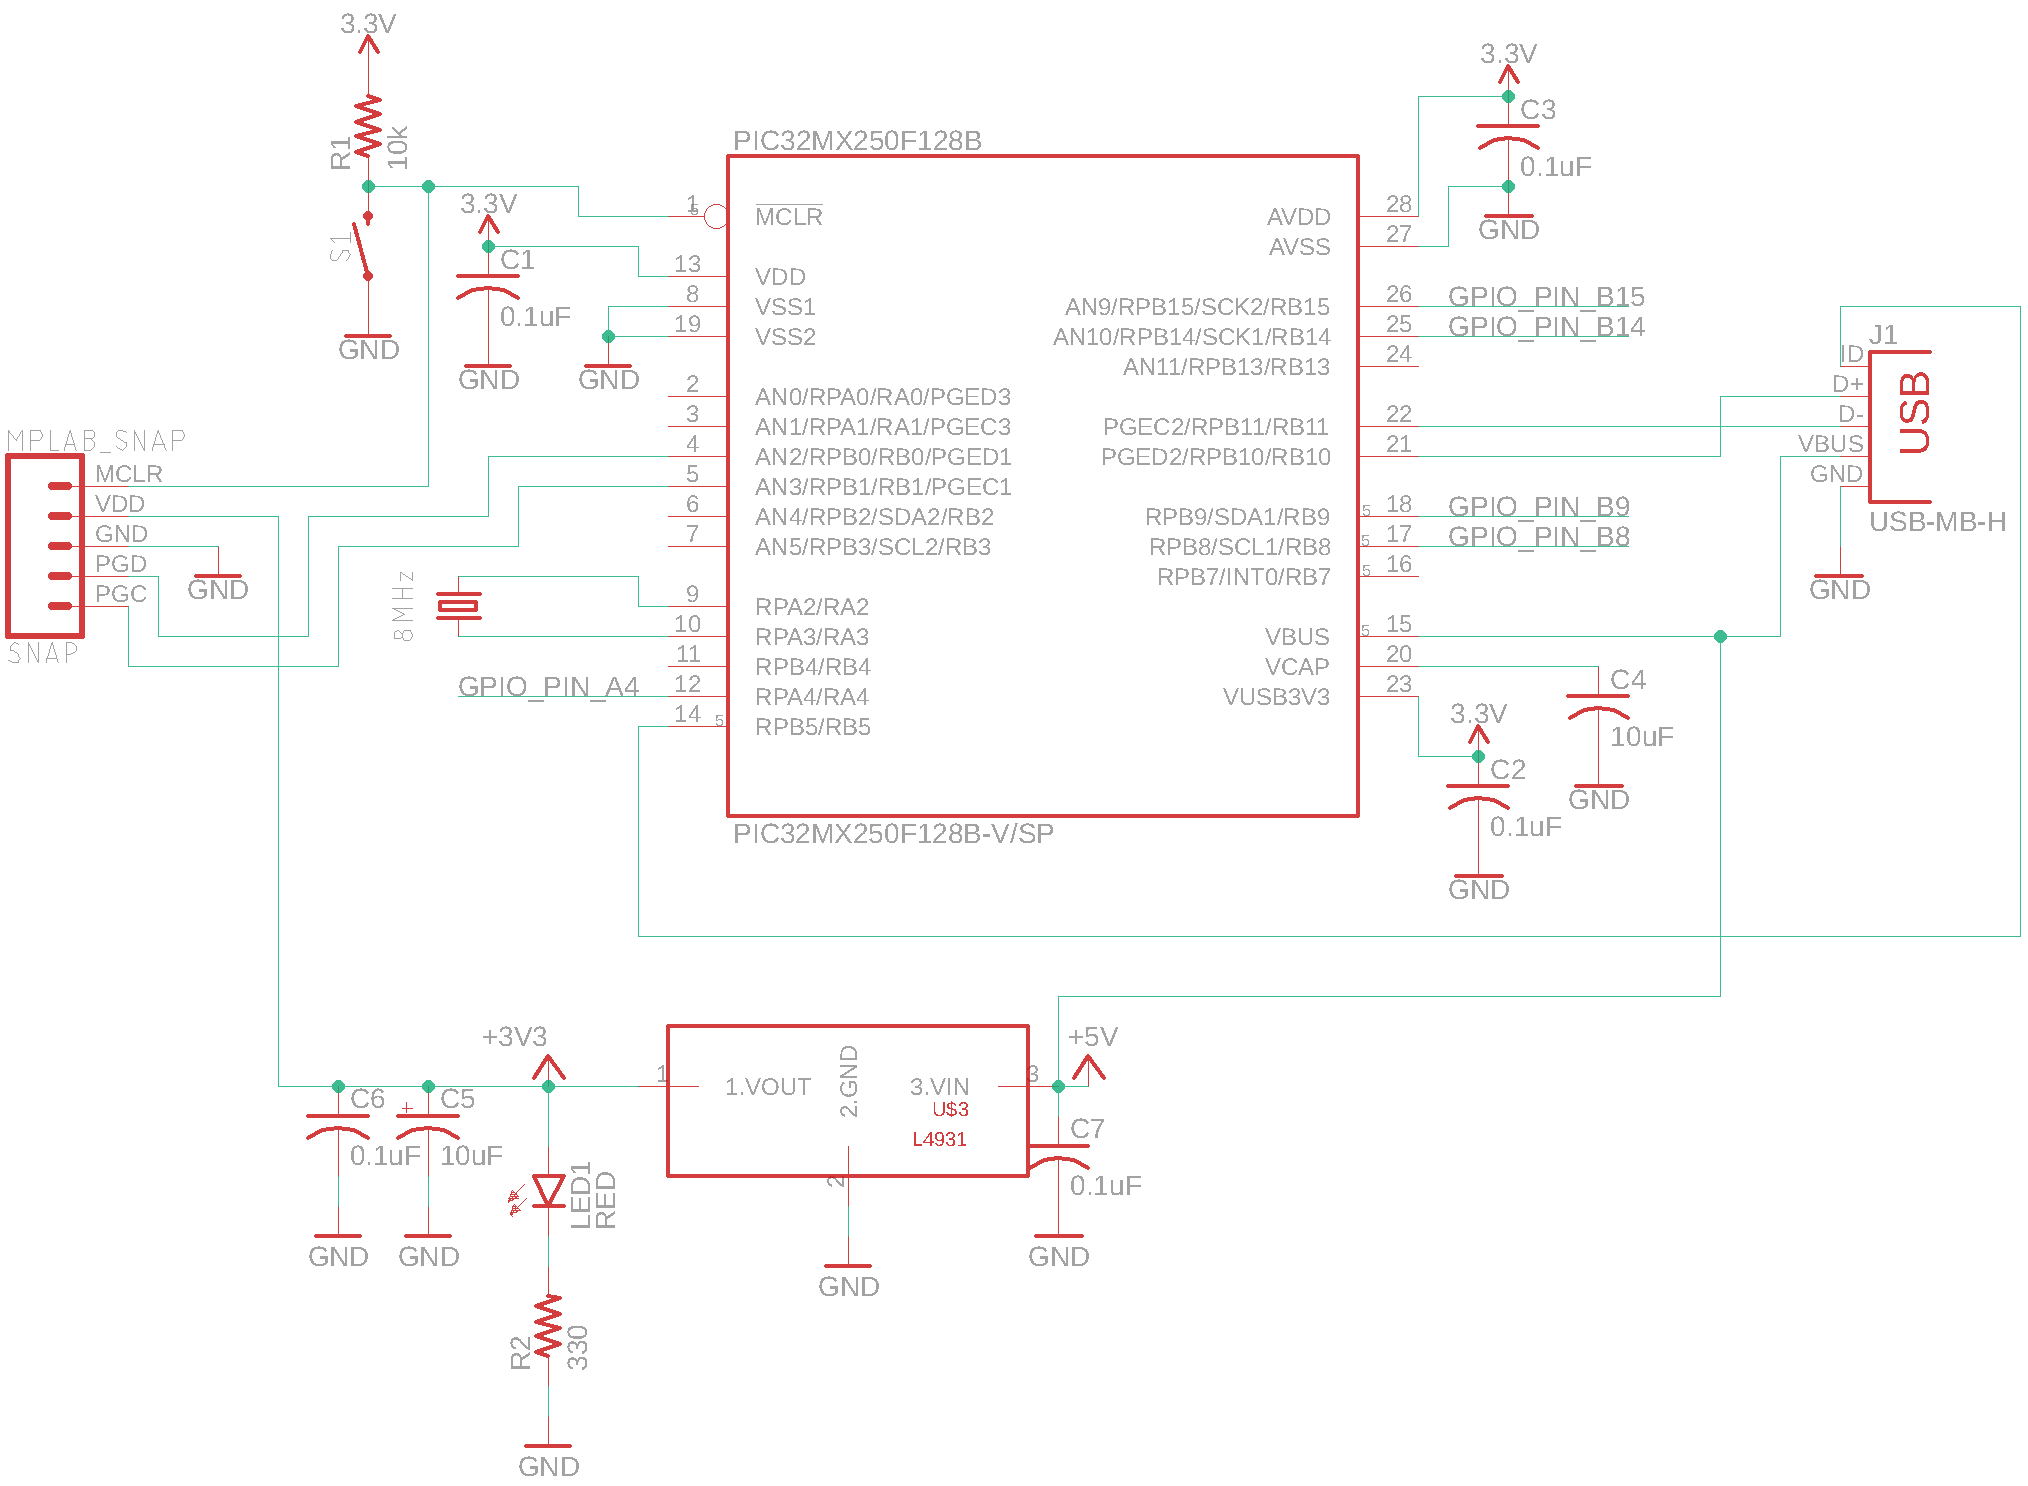 3.3V
R1
10k
S1
GND
3.3V
C1
0.1uF
GND
GND
PIC32MX250F128B
1
5
MCLR
13
VDD
8
VSS1
19
VSS2
2
AN0/RPA0/RA0/PGED3
3
AN1/RPA1/RA1/PGEC3
4
AN2/RPB0/RB0/PGED1
5
AN3/RPB1/RB1/PGEC1
6
AN4/RPB2/SDA2/RB2
7
AN5/RPB3/SCL2/RB3
9
RPA2/RA2
10
RPA3/RA3
11
RPB4/RB4
12
RPA4/RA4
14
5
RPB5/RB5
AVDD
28
AVSS
27
AN9/RPB15/SCK2/RB15
26
GPIO_PIN_B15
AN10/RPB14/SCK1/RB14
25
GPIO_PIN_B14
AN11/RPB13/RB13
24
PGEC2/RPB11/RB11
22
PGED2/RPB10/RB10
21
RPB9/SDA1/RB9
5
18
GPIO_PIN_B9
RPB8/SCL1/RB8
5
17
GPIO_PIN_B8
RPB7/INT0/RB7
5
16
VBUS
5
15
VCAP
20
VUSB3V3
23
PIC32MX250F128B-V/SP
3.3V
C3
0.1uF
GND
J1
ID
D+
D-
VBUS
GND
USB
USB-MB-H
GND
C4
10uF
GND
3.3V
C2
0.1uF
GND
MPLAB_SNAP
MCLR
VDD
GND
PGD
PGC
SNAP
GND
8MHz
GPIO_PIN_A4
+3V3
C6
0.1uF
GND
C5
+
10uF
GND
LED1
RED
R2
330
GND
1
1.VOUT
2.GND
2
3.VIN
3
U$3
L4931
GND
+5V
C7
0.1uF
GND